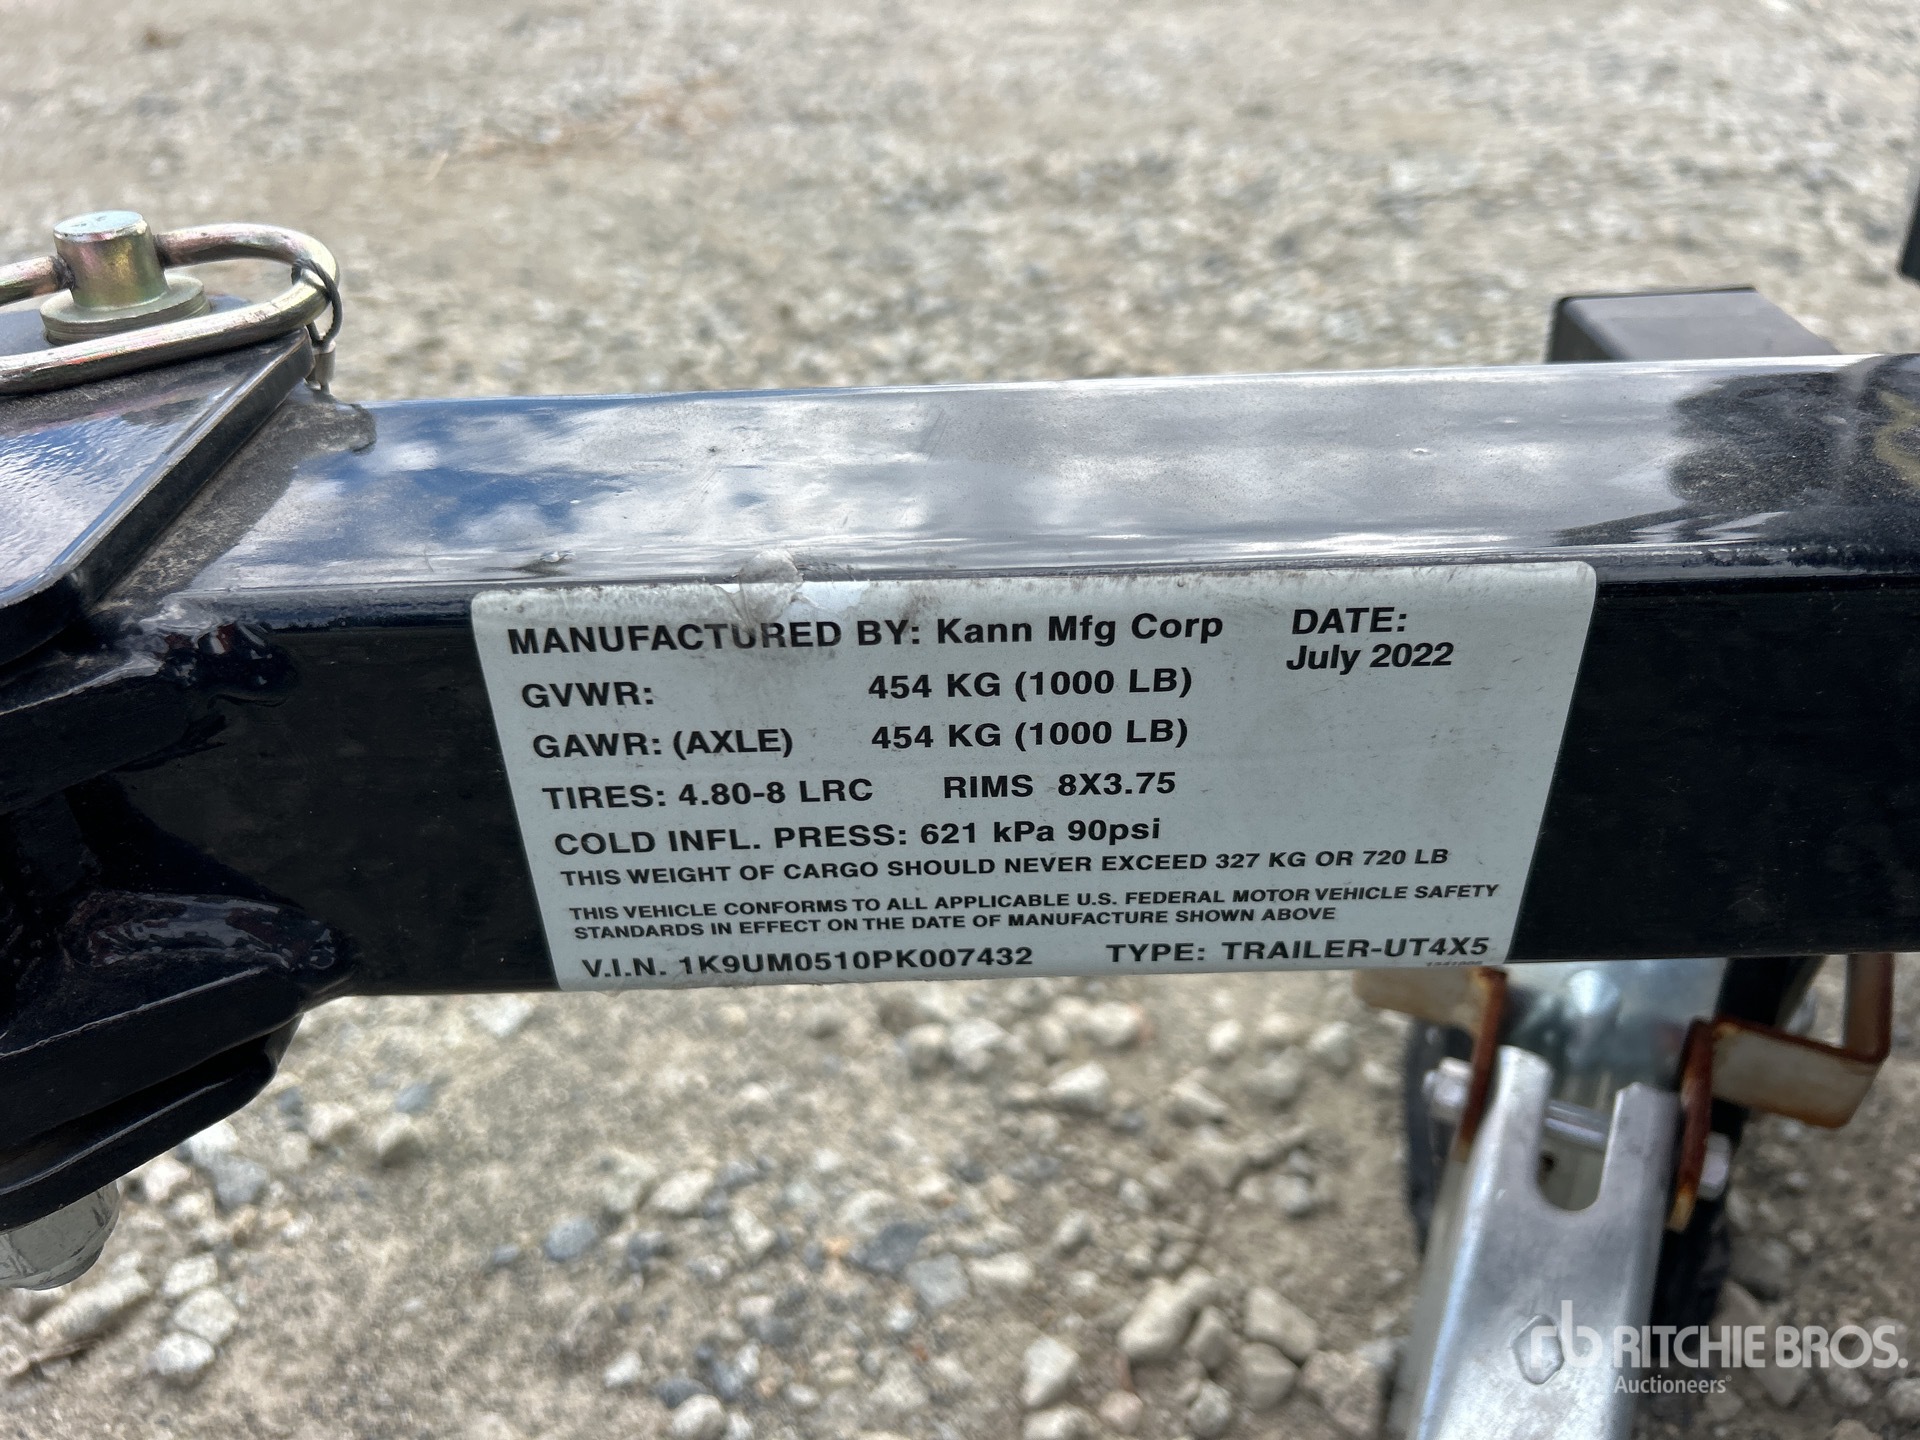 MANUFACTURED BY: Kann Mfg Corp DATE:
July 2022
GVWR: 454 KG (1000 LB)
GAWR: (AXLE) 454 KG (1000 LB)
TIRES: 4.80-8 LRC RIMS 8X3.75
COLD INFL. PRESS: 621 kPa 90psi
THIS WEIGHT OF CARGO SHOULD NEVER EXCEED 327 KG OR 720 LB
THIS VEHICLE CONFORMS TO ALL APPLICABLE U.S. FEDERAL MOTOR VEHICLE SAFETY
STANDARDS IN EFFECT ON THE DATE OF MANUFACTURE SHOWN ABOVE
V.I.N. 1K9UM0510PK007432 TYPE: TRAILER-UT4X5
rb RITCHIE BROS.
Auctioneers